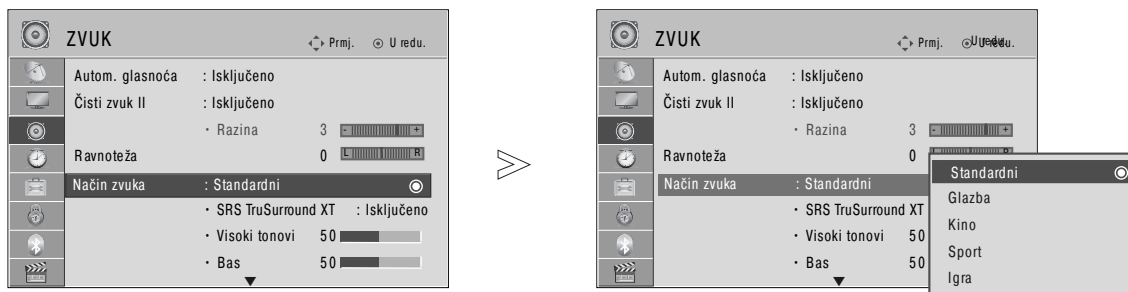 ZVUK Prmj. U redu.
Autom. glasnoća : Isključeno
Čisti zvuk II : Isključeno
• Razina 3 - +
Ravnoteža 0 L R
Način zvuka : Standardni
• SRS TruSurround XT : Isključeno
• Visoki tonovi 50
• Bas 50
ZVUK Prmj. U redu.
Autom. glasnoća : Isključeno
Čisti zvuk II : Isključeno
• Razina 3 - +
Ravnoteža 0 L R
Način zvuka : Standardni
• SRS TruSurround XT
• Visoki tonovi 50
• Bas 50
Standardni
Glazba
Kino
Sport
Igra